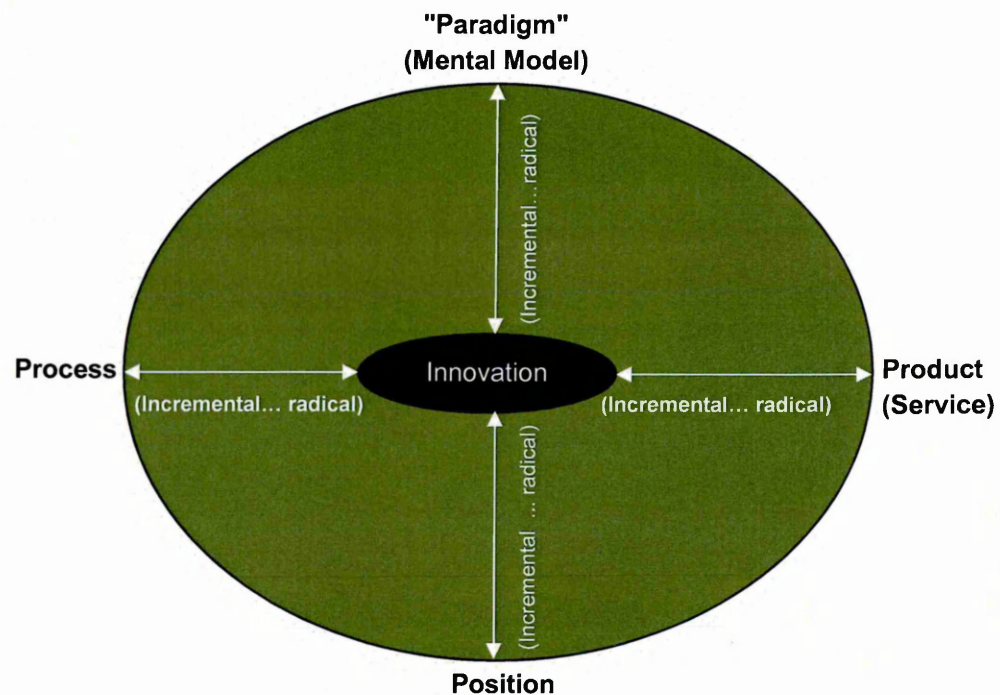 "Paradigm"
(Mental Model)
(Incremental...radical)
Process
Innovation
Product
(Service)
(Incremental... radical)
(Incremental... radical)
(Incremental ... radical)
Position